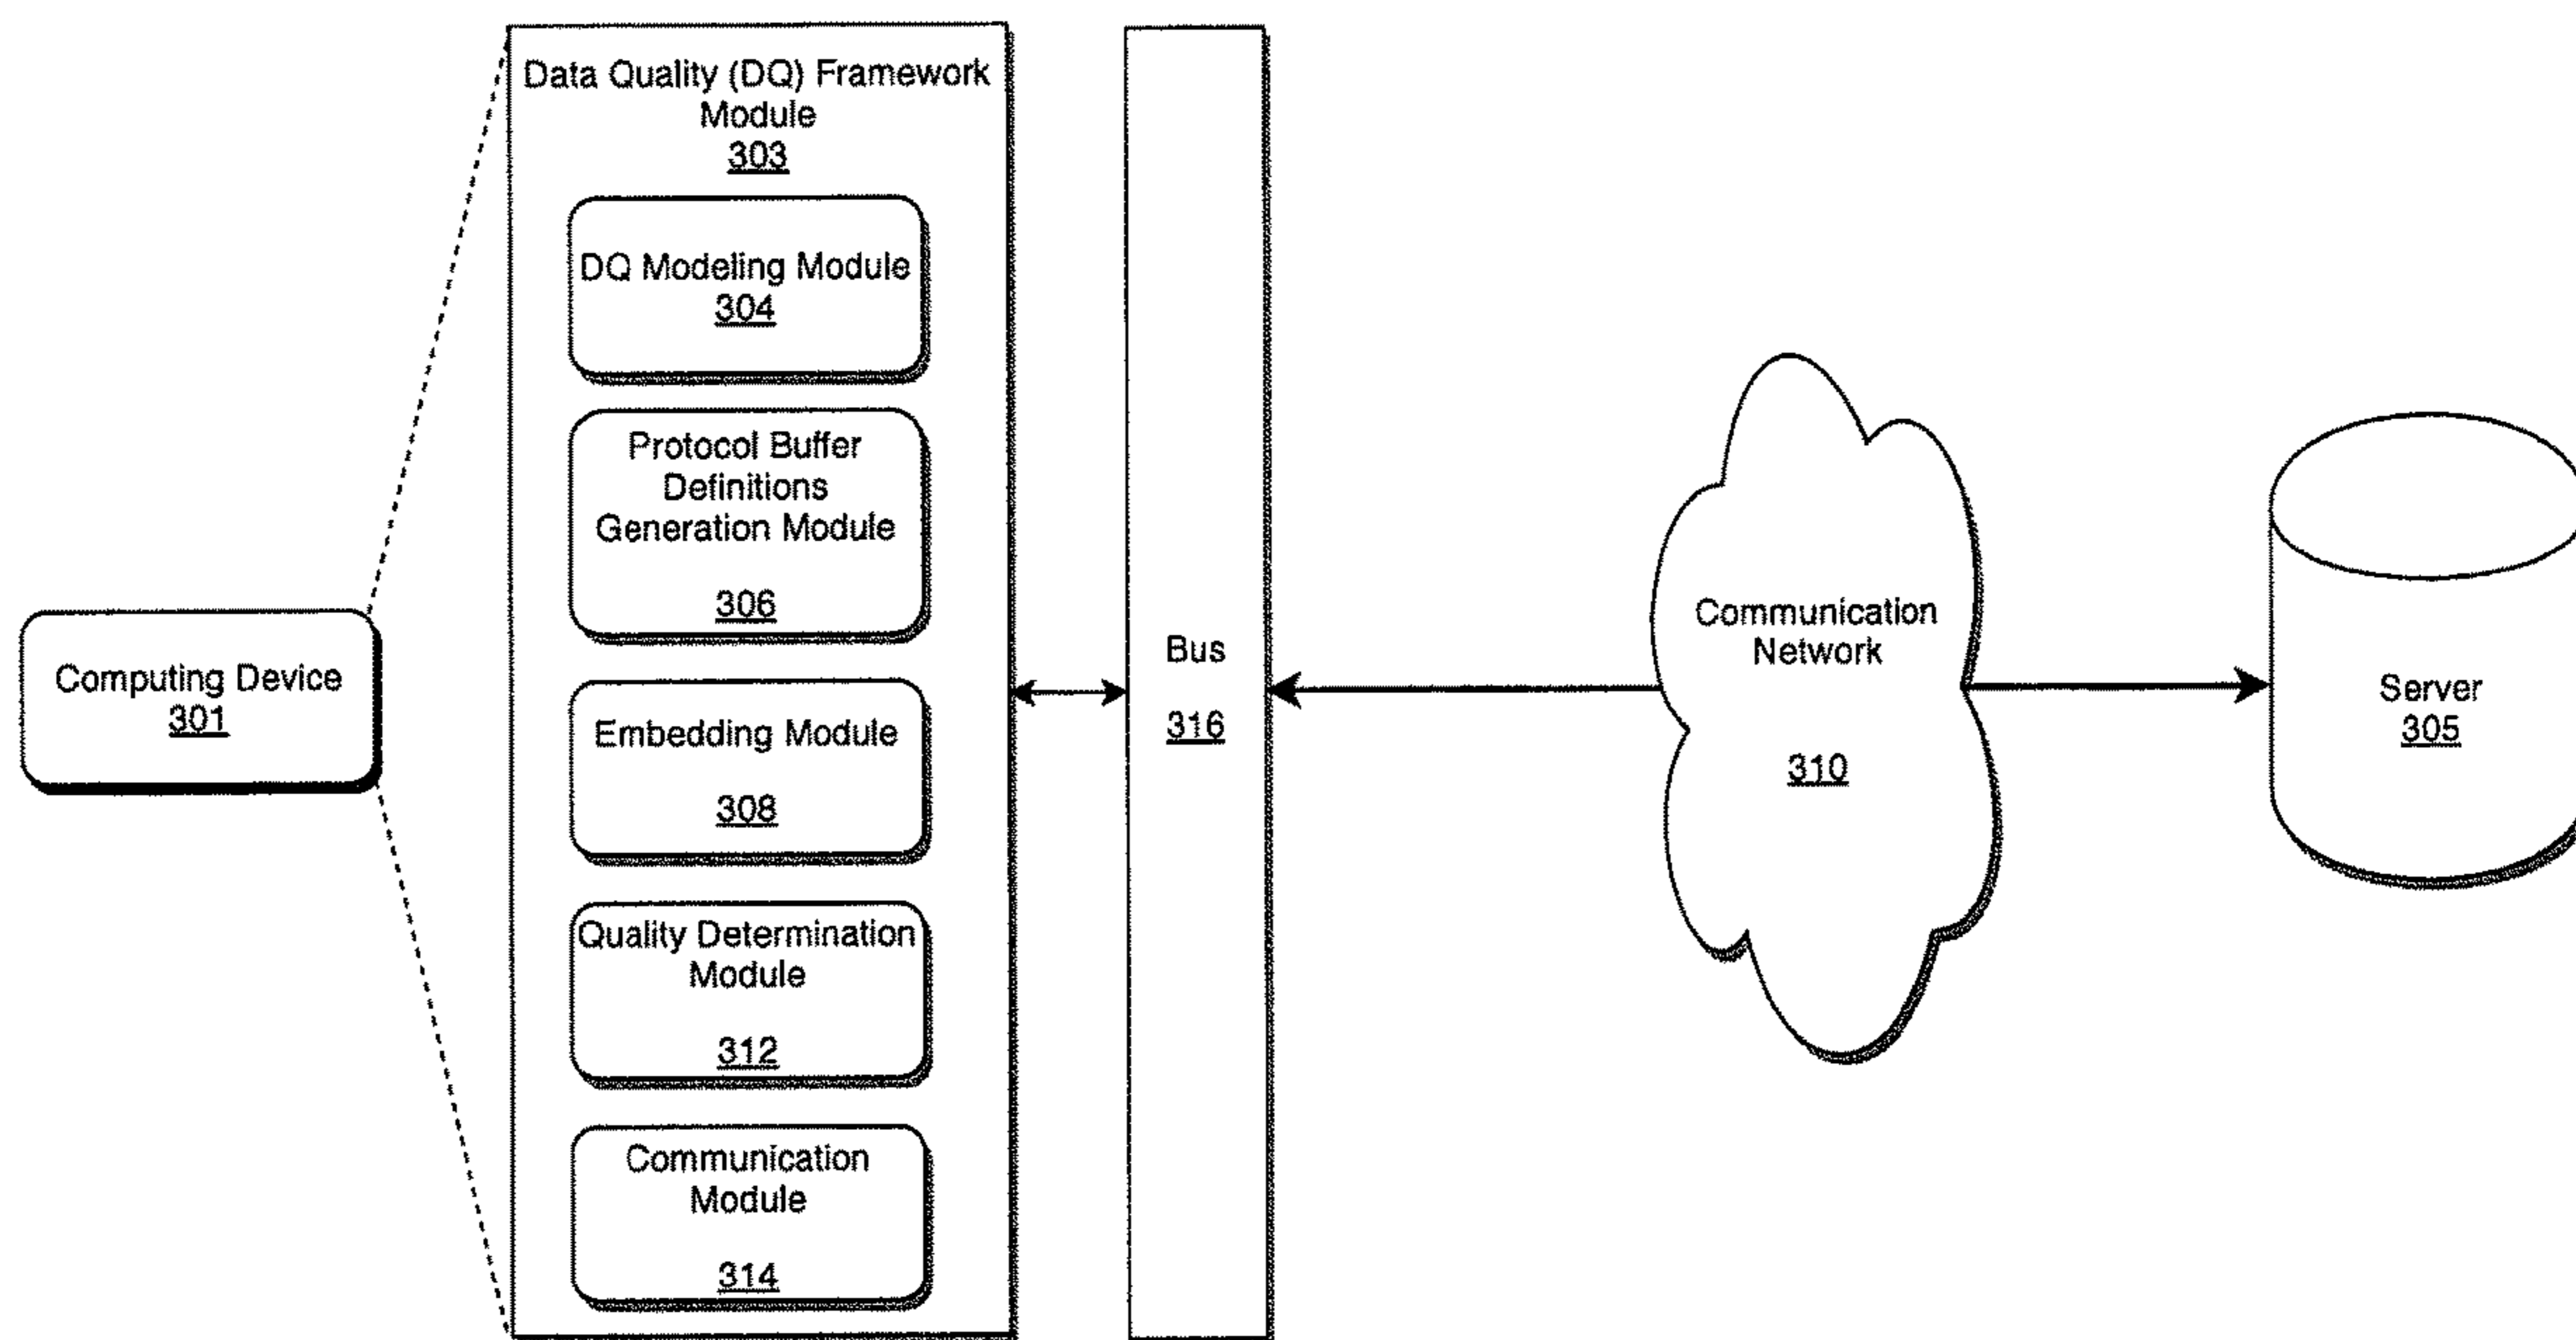 Data Quality (DQ) Framework
Module
303
DQ Modeling Module
304
Protocol Buffer
Definitions
Generation Module
306
Computing Device
301
Embedding Module
308
Quality Determination
Module
312
Communication
Module
314
Bus
316
Communication
Network
310
Server
305